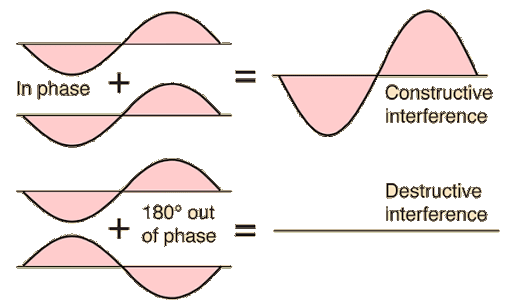 In phase + =
Constructive
interference
+ 180° out
of phase =
Destructive
interference